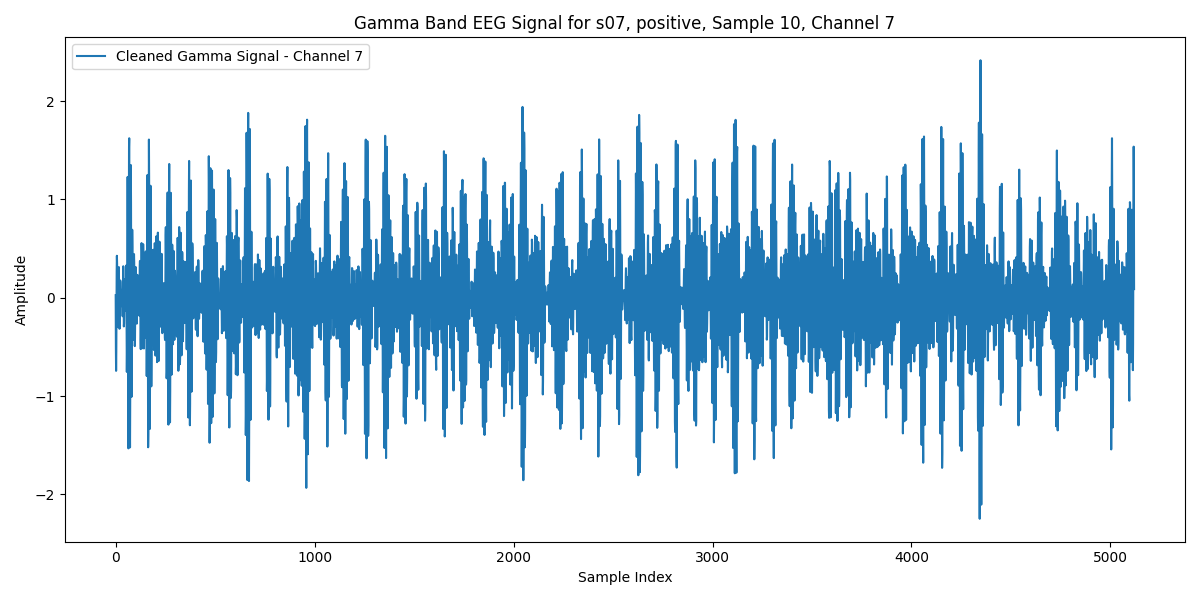 Gamma Band EEG Signal for s07, positive, Sample 10, Channel 7
Cleaned Gamma Signal - Channel 7
Amplitude
2
1
0
−1
−2
0 1000 2000 3000 4000 5000
Sample Index